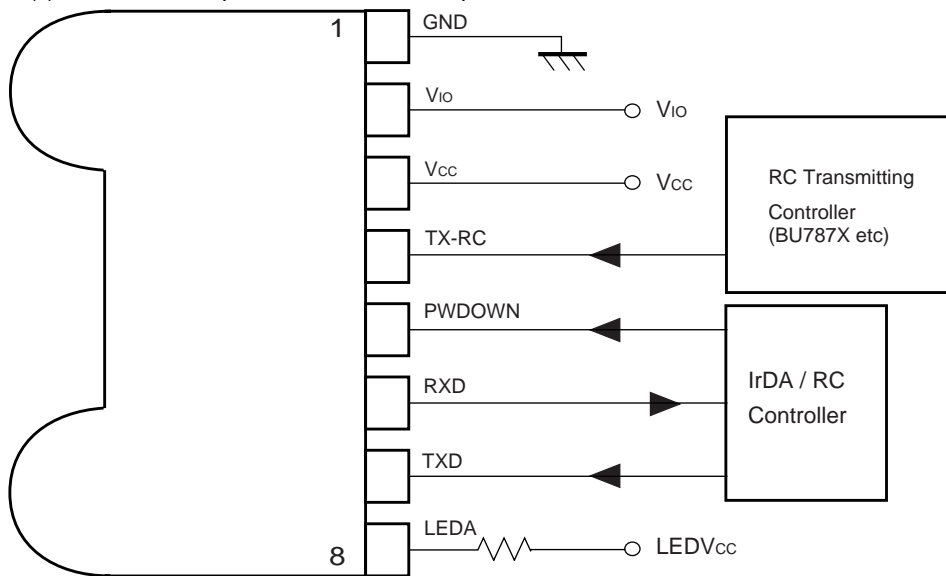 1
GND
VIO
VIO
VCC
VCC
RC Transmitting
Controller
(BU787X etc)
TX-RC
PWDOWN
IrDA / RC
Controller
RXD
TXD
LEDA
LEDVCC
8